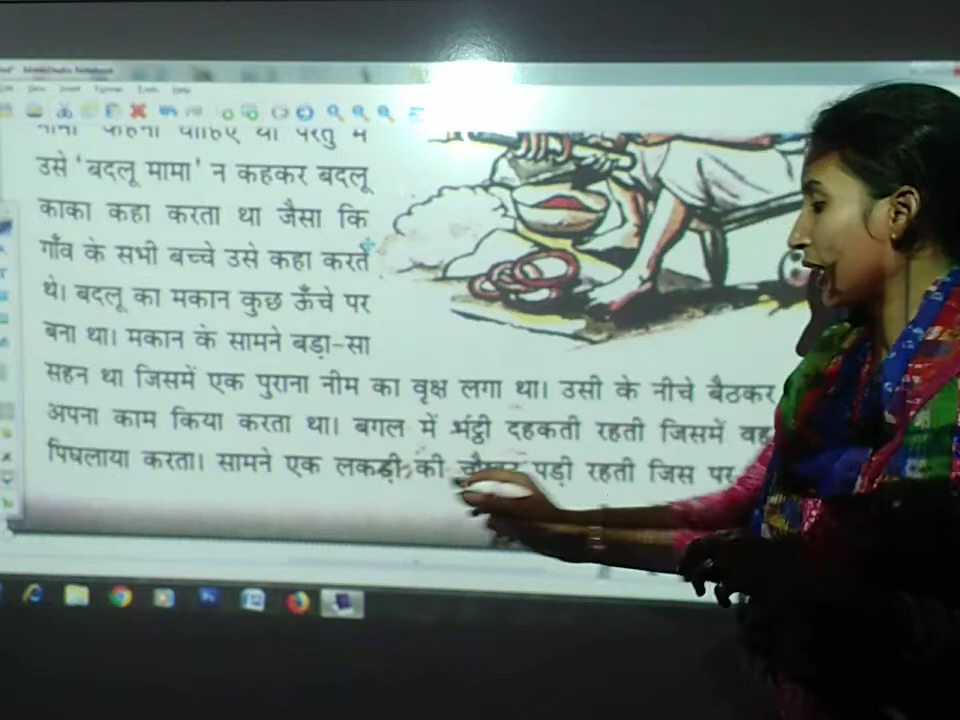 उसे 'बदलू मामा' न कहकर बदलू
काका कहा करता था जैसा कि
गाँव के सभी बच्चे उसे कहा करते
थे। बदलू का मकान कुछ ऊँचे पर
बना था। मकान के सामने बड़ा-सा
सहन था जिसमें एक पुराना नीम का वृक्ष लगा था। उसी के नीचे बैठकर
अपना काम किया करता था। बगल में भट्ठी दहकती रहती जिसमें वह
पिघलाया करता। सामने एक लकड़ी की पड़ी रहती जिस पर